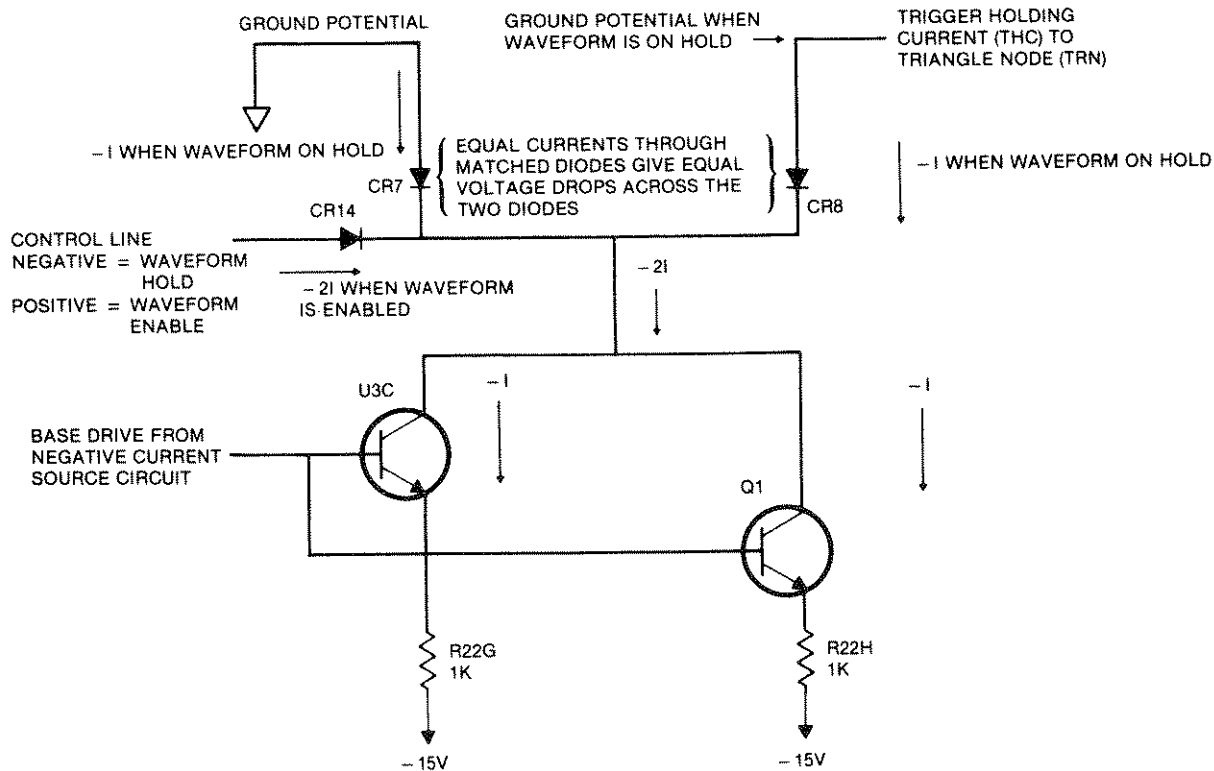 GROUND POTENTIAL
GROUND POTENTIAL WHEN
WAVEFORM IS ON HOLD
TRIGGER HOLDING
CURRENT (THC) TO
TRIANGLE NODE (TRN)
– I WHEN WAVEFORM ON HOLD
EQUAL CURRENTS THROUGH
MATCHED DIODES GIVE EQUAL
VOLTAGE DROPS ACROSS THE
TWO DIODES
– I WHEN WAVEFORM ON HOLD
CR7
CR8
CR14
CONTROL LINE
NEGATIVE = WAVEFORM
HOLD
POSITIVE = WAVEFORM
ENABLE
– 2I WHEN WAVEFORM
IS ENABLED
– 2I
U3C
– I
– I
BASE DRIVE FROM
NEGATIVE CURRENT
SOURCE CIRCUIT
Q1
R22G
1K
R22H
1K
– 15V
– 15V